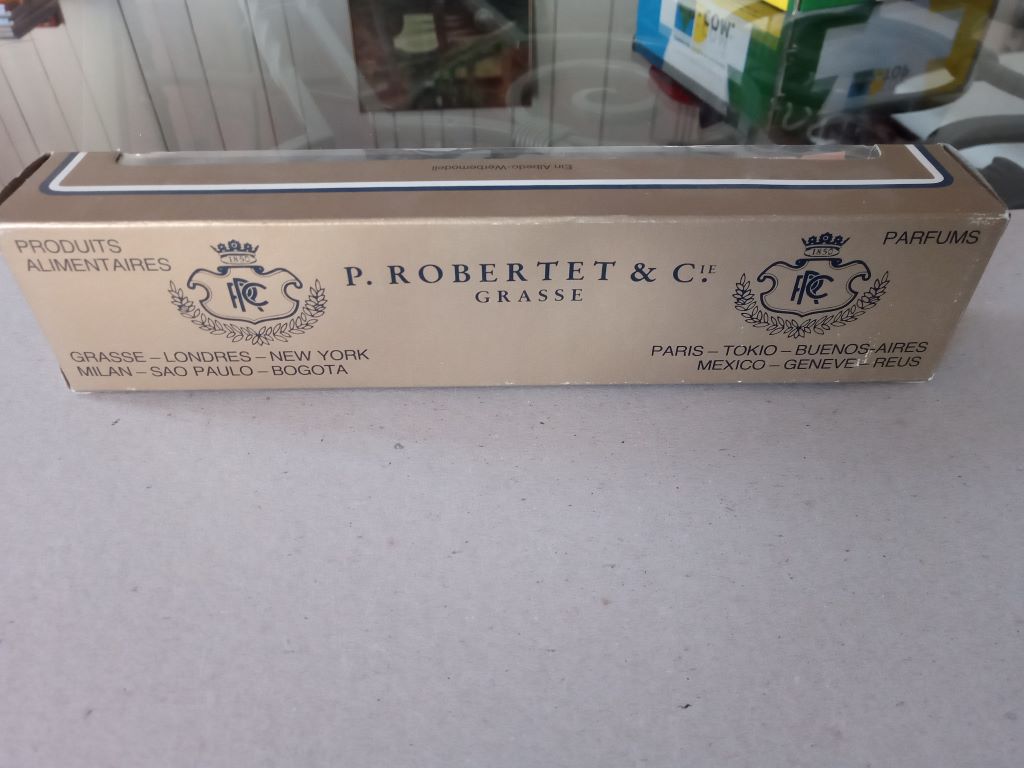 Ein Albedo-Werbemodell
PRODUITS
ALIMENTAIRES
1850
P. ROBERTET & CIE
GRASSE
1850
PARFUMS
GRASSE – LONDRES – NEW YORK
MILAN – SAO PAULO – BOGOTA
PARIS – TOKIO – BUENOS-AIRES
MEXICO – GENEVE – REUS